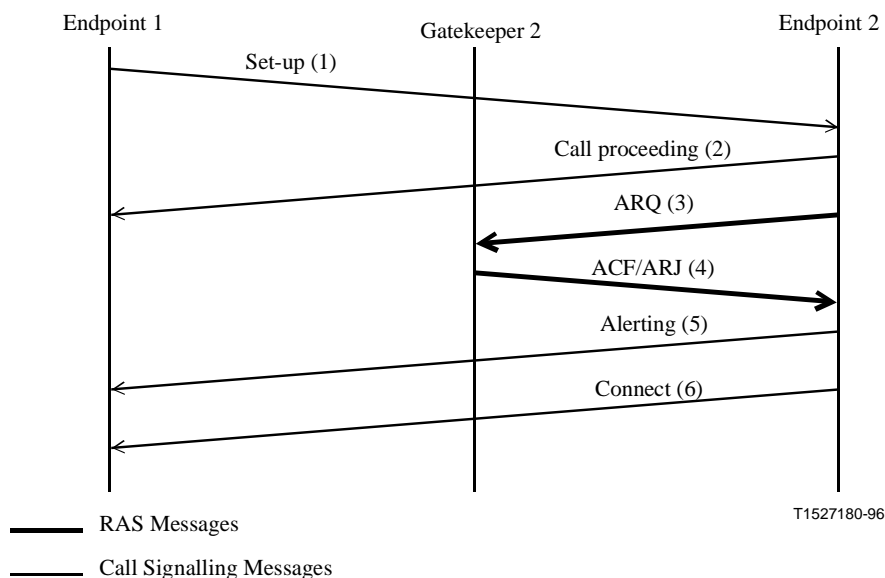 Endpoint 1
Gatekeeper 2
Endpoint 2
Set-up (1)
Call proceeding (2)
ARQ (3)
ACF/ARJ (4)
Alerting (5)
Connect (6)
T1527180-96
RAS Messages
Call Signalling Messages